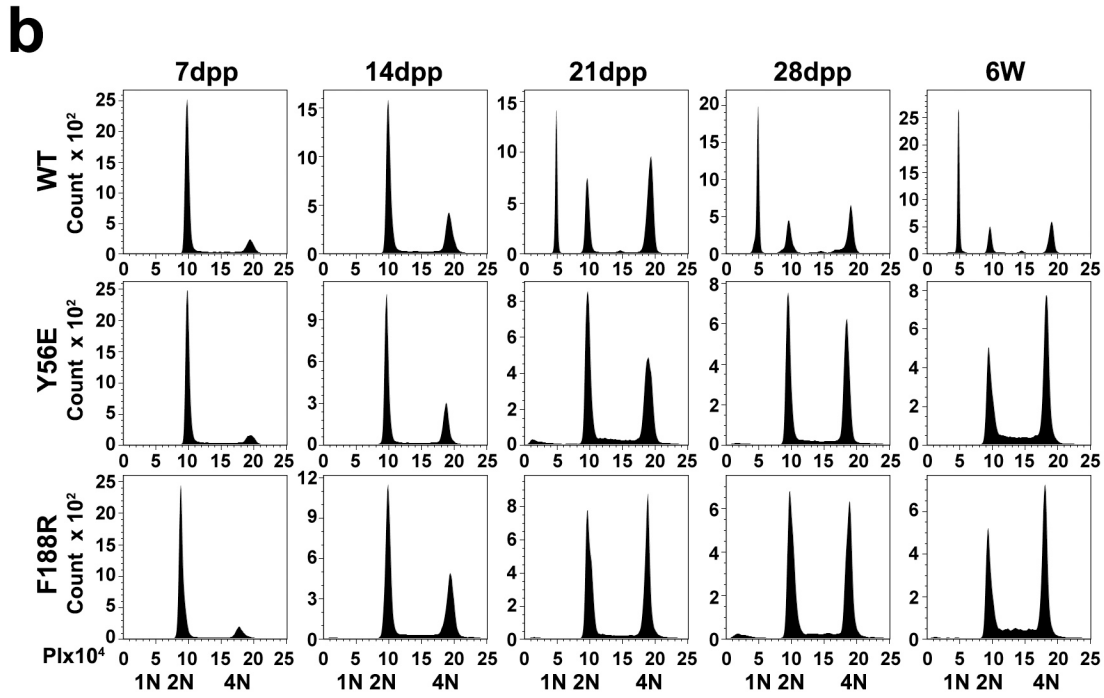 b
7dpp 14dpp 21dpp 28dpp 6W
WT
Count x 10²
25 20 15 10 5 0
15 10 5 0
15 10 5 0
20 15 10 5 0
25 20 15 10 5 0
0 5 10 15 20 25 0 5 10 15 20 25 0 5 10 15 20 25 0 5 10 15 20 25 0 5 10 15 20 25
Y56E
Count x 10²
25 20 15 10 5 0
9 6 3 0
8 6 4 2 0
8 6 4 2 0
8 6 4 2 0
0 5 10 15 20 25 0 5 10 15 20 25 0 5 10 15 20 25 0 5 10 15 20 25 0 5 10 15 20 25
F188R
Count x 10²
25 20 15 10 5 0
12 9 6 3 0
8 6 4 2 0
6 4 2 0
6 4 2 0
PIx10⁴ 0 5 10 15 20 25 0 5 10 15 20 25 0 5 10 15 20 25 0 5 10 15 20 25 0 5 10 15 20 25
1N 2N 4N 1N 2N 4N 1N 2N 4N 1N 2N 4N 1N 2N 4N